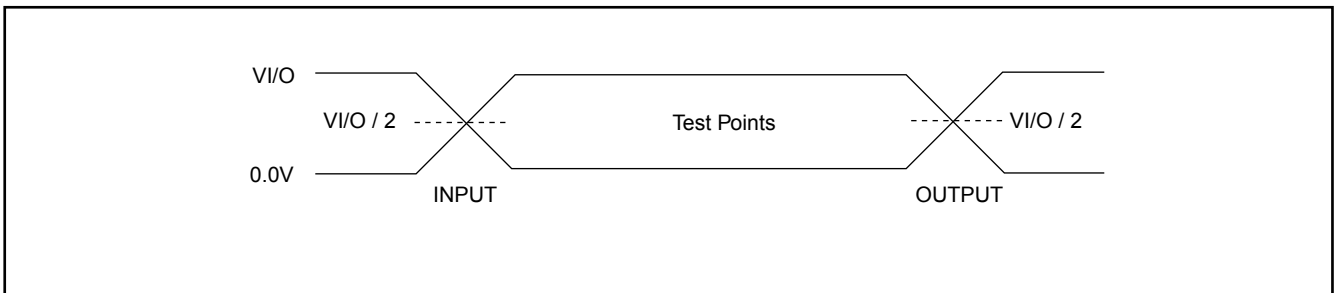 VI/O
VI/O / 2
Test Points
VI/O / 2
0.0V
INPUT
OUTPUT